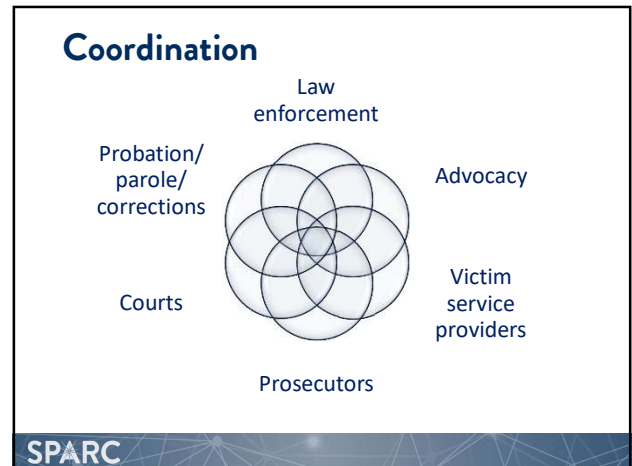 Coordination
Law
enforcement
Probation/
parole/
corrections
Advocacy
Courts
Victim
service
providers
Prosecutors
SPARC